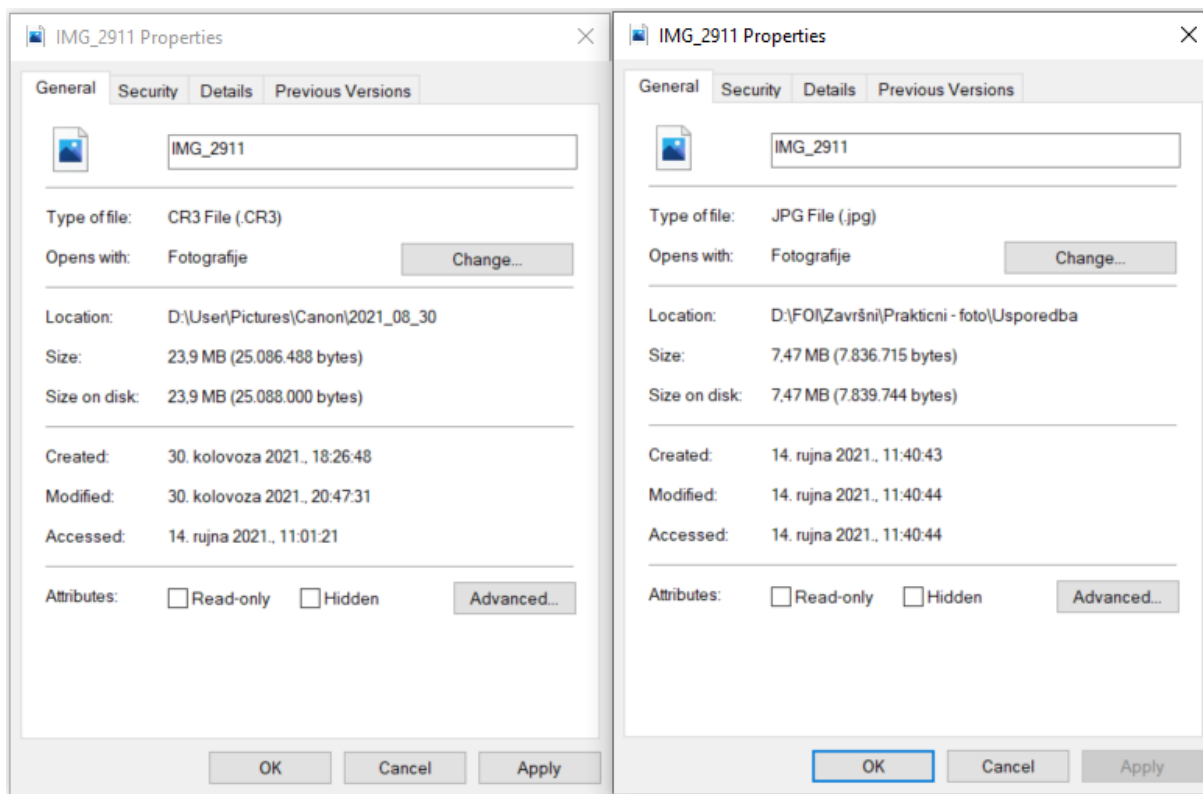 IMG_2911 Properties
General Security Details Previous Versions
IMG_2911
Type of file: CR3 File (.CR3)
Opens with: Fotografije Change...
Location: D:\User\Pictures\Canon\2021_08_30
Size: 23,9 MB (25.086.488 bytes)
Size on disk: 23,9 MB (25.088.000 bytes)
Created: 30. kolovoza 2021., 18:26:48
Modified: 30. kolovoza 2021., 20:47:31
Accessed: 14. rujna 2021., 11:01:21
Attributes: Read-only Hidden Advanced...
OK Cancel Apply
IMG_2911 Properties
General Security Details Previous Versions
IMG_2911
Type of file: JPG File (.jpg)
Opens with: Fotografije Change...
Location: D:\FOI\Završni\Prakticni - foto\Usporedba
Size: 7,47 MB (7.836.715 bytes)
Size on disk: 7,47 MB (7.839.744 bytes)
Created: 14. rujna 2021., 11:40:43
Modified: 14. rujna 2021., 11:40:44
Accessed: 14. rujna 2021., 11:40:44
Attributes: Read-only Hidden Advanced...
OK Cancel Apply